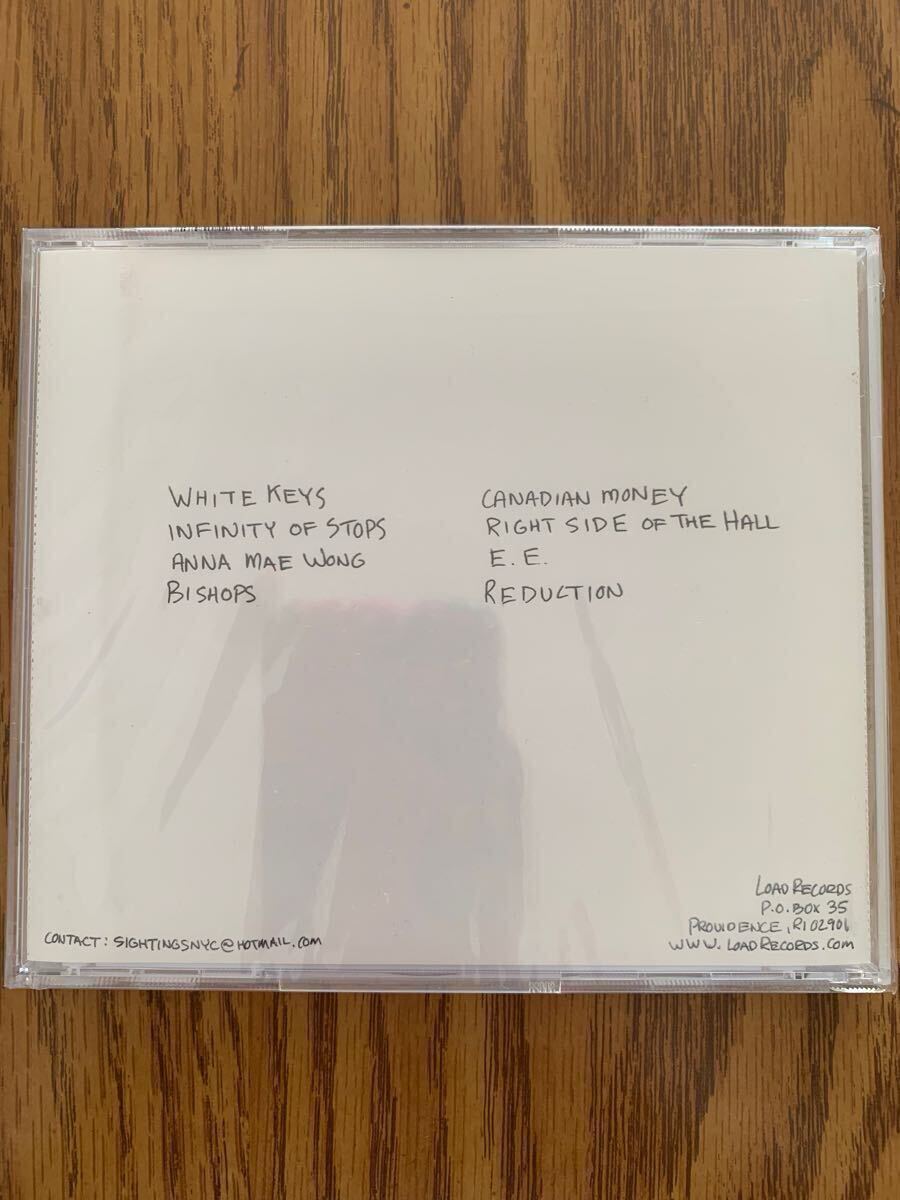 WHITE KEYS
INFINITY OF STOPS
ANNA MAE WONG
BISHOPS
CANADIAN MONEY
RIGHT SIDE OF THE HALL
E. E.
REDUCTION
CONTACT: SIGHTINGSNYC@HOTMAIL.COM
LOAD RECORDS
P.O. BOX 35
PROVIDENCE, RI 02901
WWW.LOADRECORDS.COM